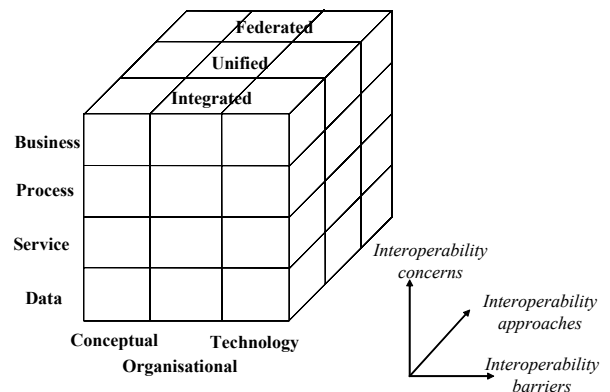 Federated
Unified
Integrated
Business
Process
Service
Data
Conceptual
Technology
Organisational
Interoperability
concerns
Interoperability
approaches
Interoperability
barriers